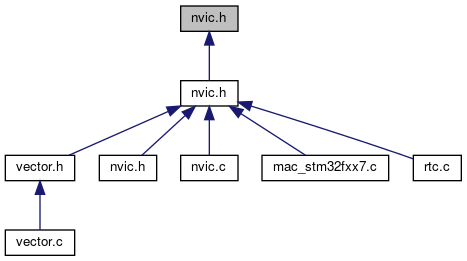 nvic.h
nvic.h
vector.h
nvic.h
nvic.c
mac_stm32fxx7.c
rtc.c
vector.c